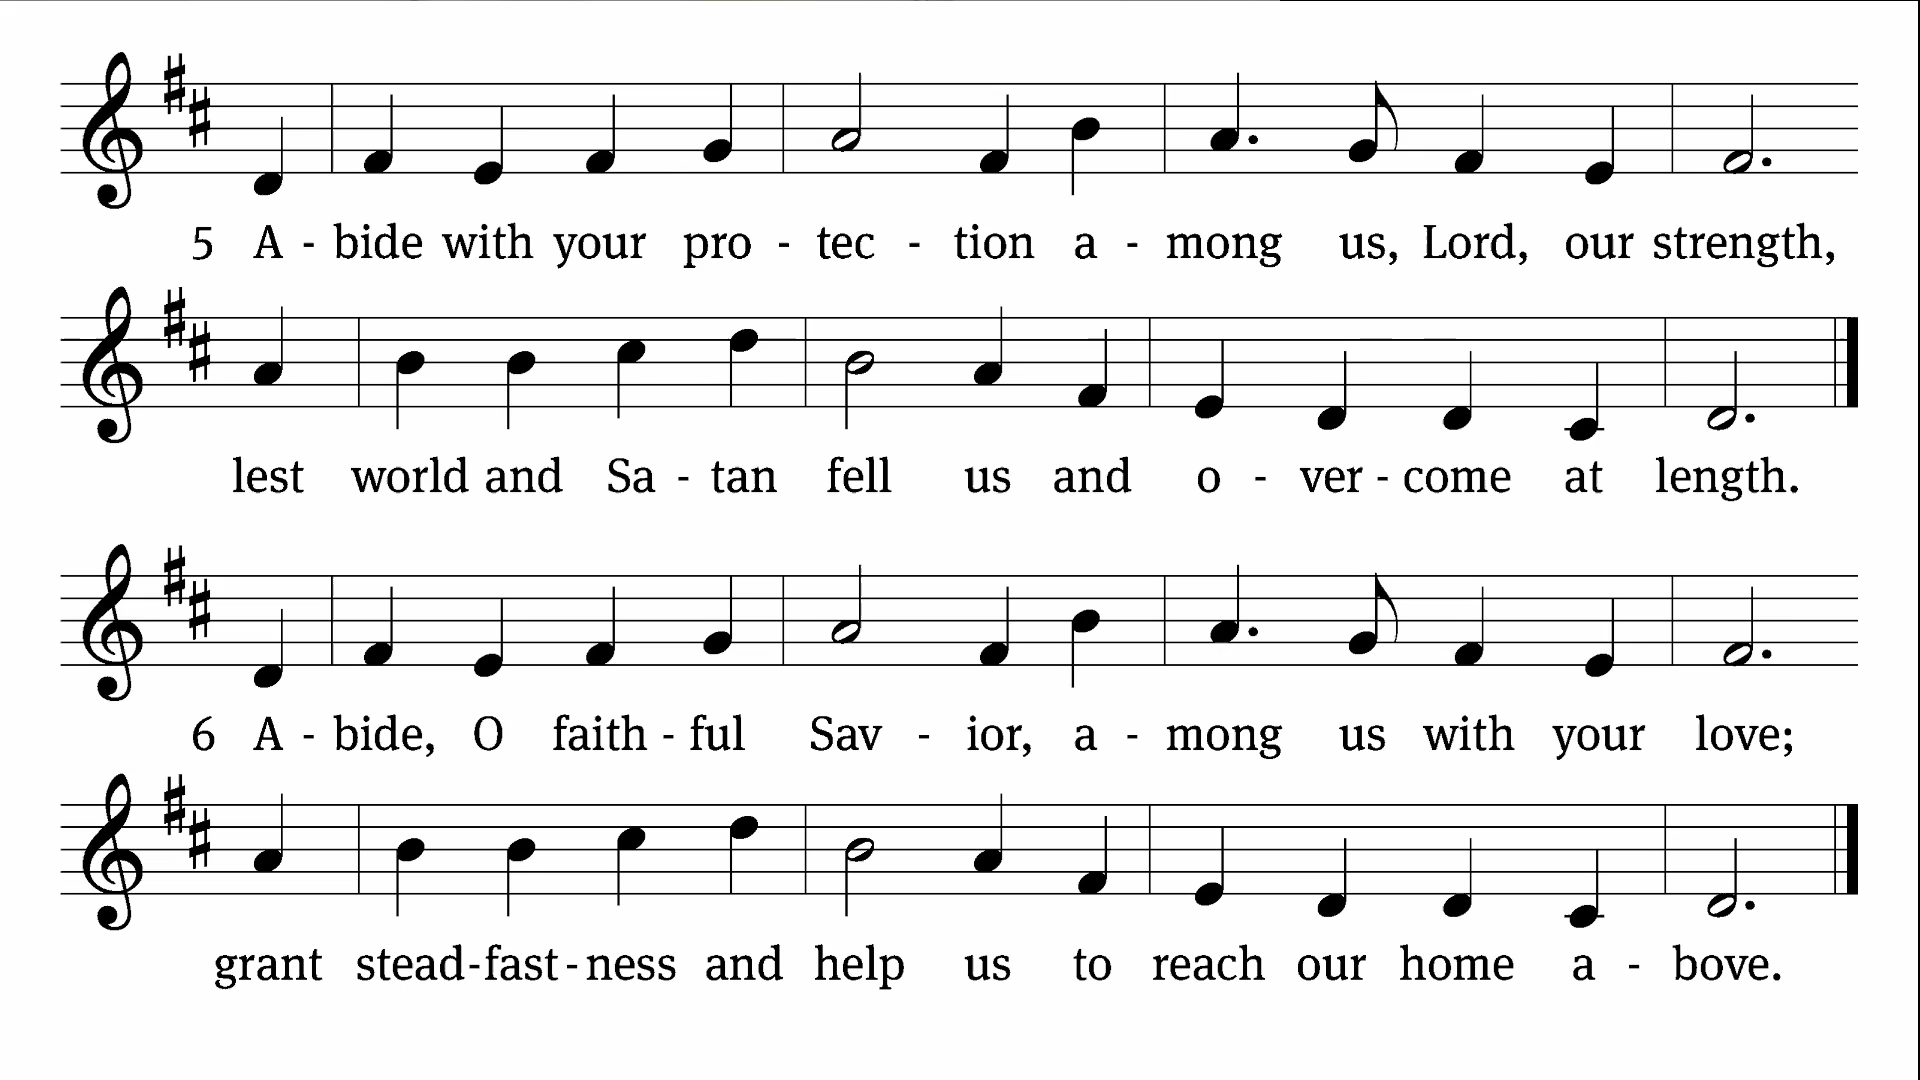 5 A - bide with your pro - tec - tion a - mong us, Lord, our strength,
lest world and Sa - tan fell us and o - ver - come at length.
6 A - bide, O faith - ful Sav - ior, a - mong us with your love;
grant stead - fast - ness and help us to reach our home a - bove.